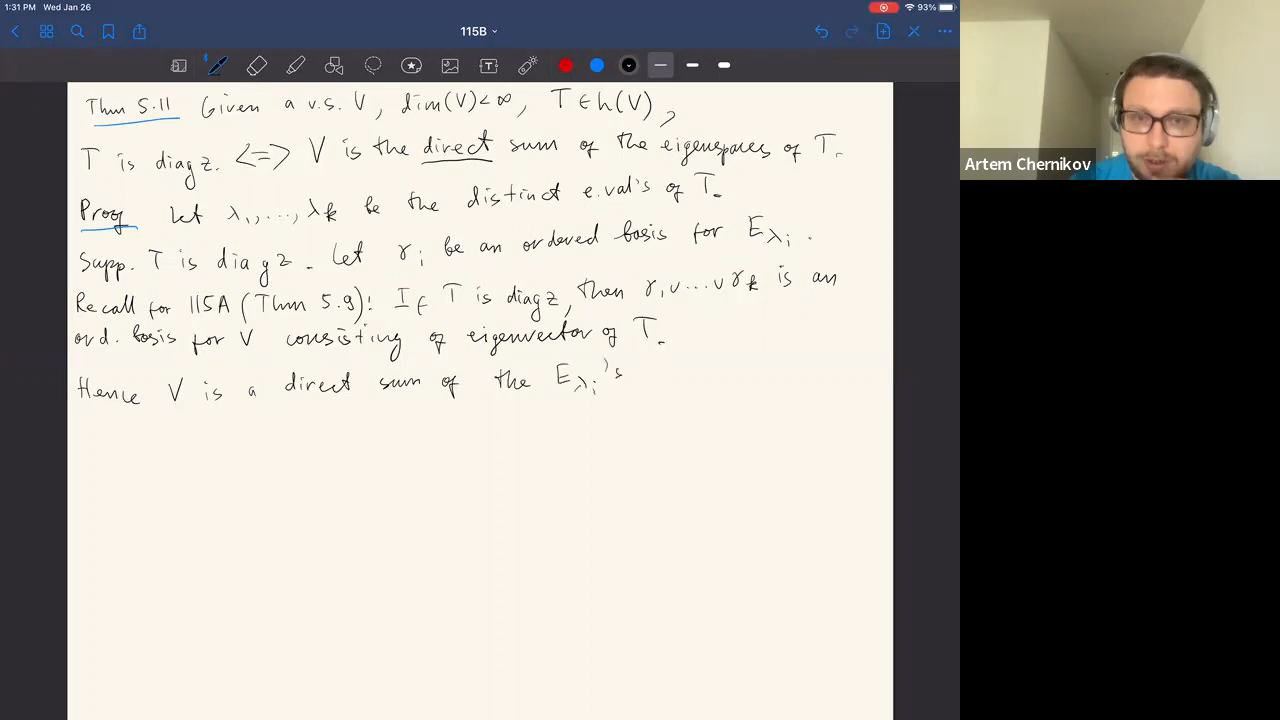 1:31 PM Wed Jan 26
93%
115B
Thm 5.11 Given a v.s. V, dim(V)<∞, T∈L(V),
T is diagz. <=> V is the direct sum of the eigenspaces of T.
Proof Let λ₁,...,λₖ be the distinct e.val's of T.
Supp. T is diagz. Let γᵢ be an ordered basis for E_λᵢ.
Recall for 115A (Thm 5.9): If T is diagz, then γ₁∪...∪γₖ is an
ord. basis for V consisting of eigenvector of T.
Hence V is a direct sum of the E_λᵢ's
Artem Chernikov